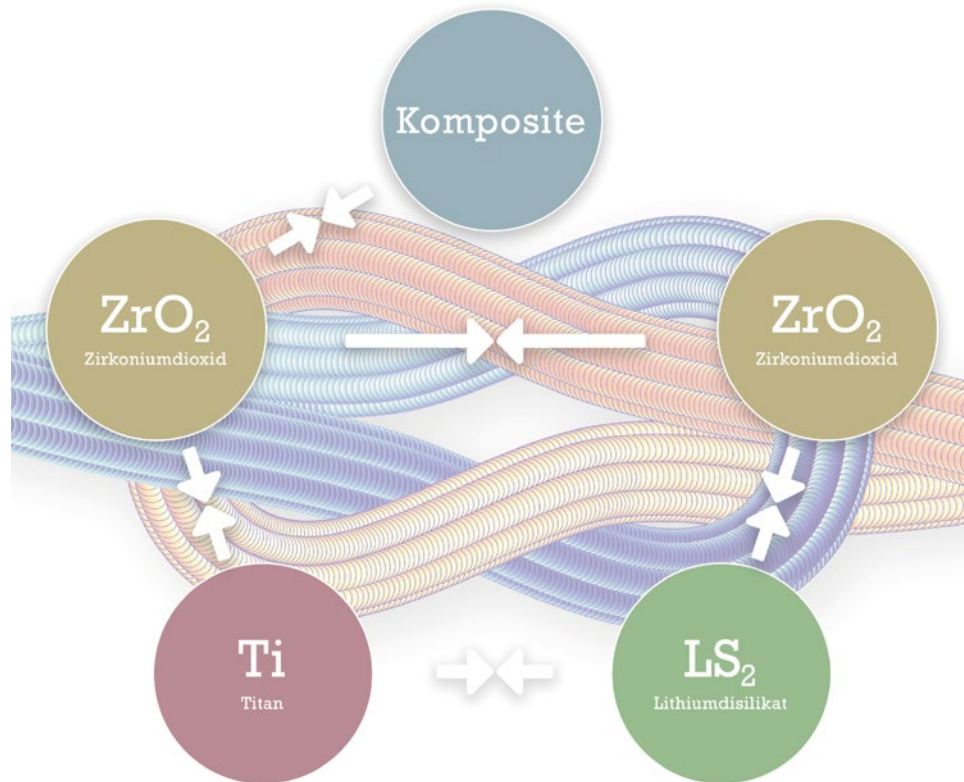 Komposite
ZrO₂
Zirkoniumdioxid
ZrO₂
Zirkoniumdioxid
Ti
Titan
LS₂
Lithiumdisilikat